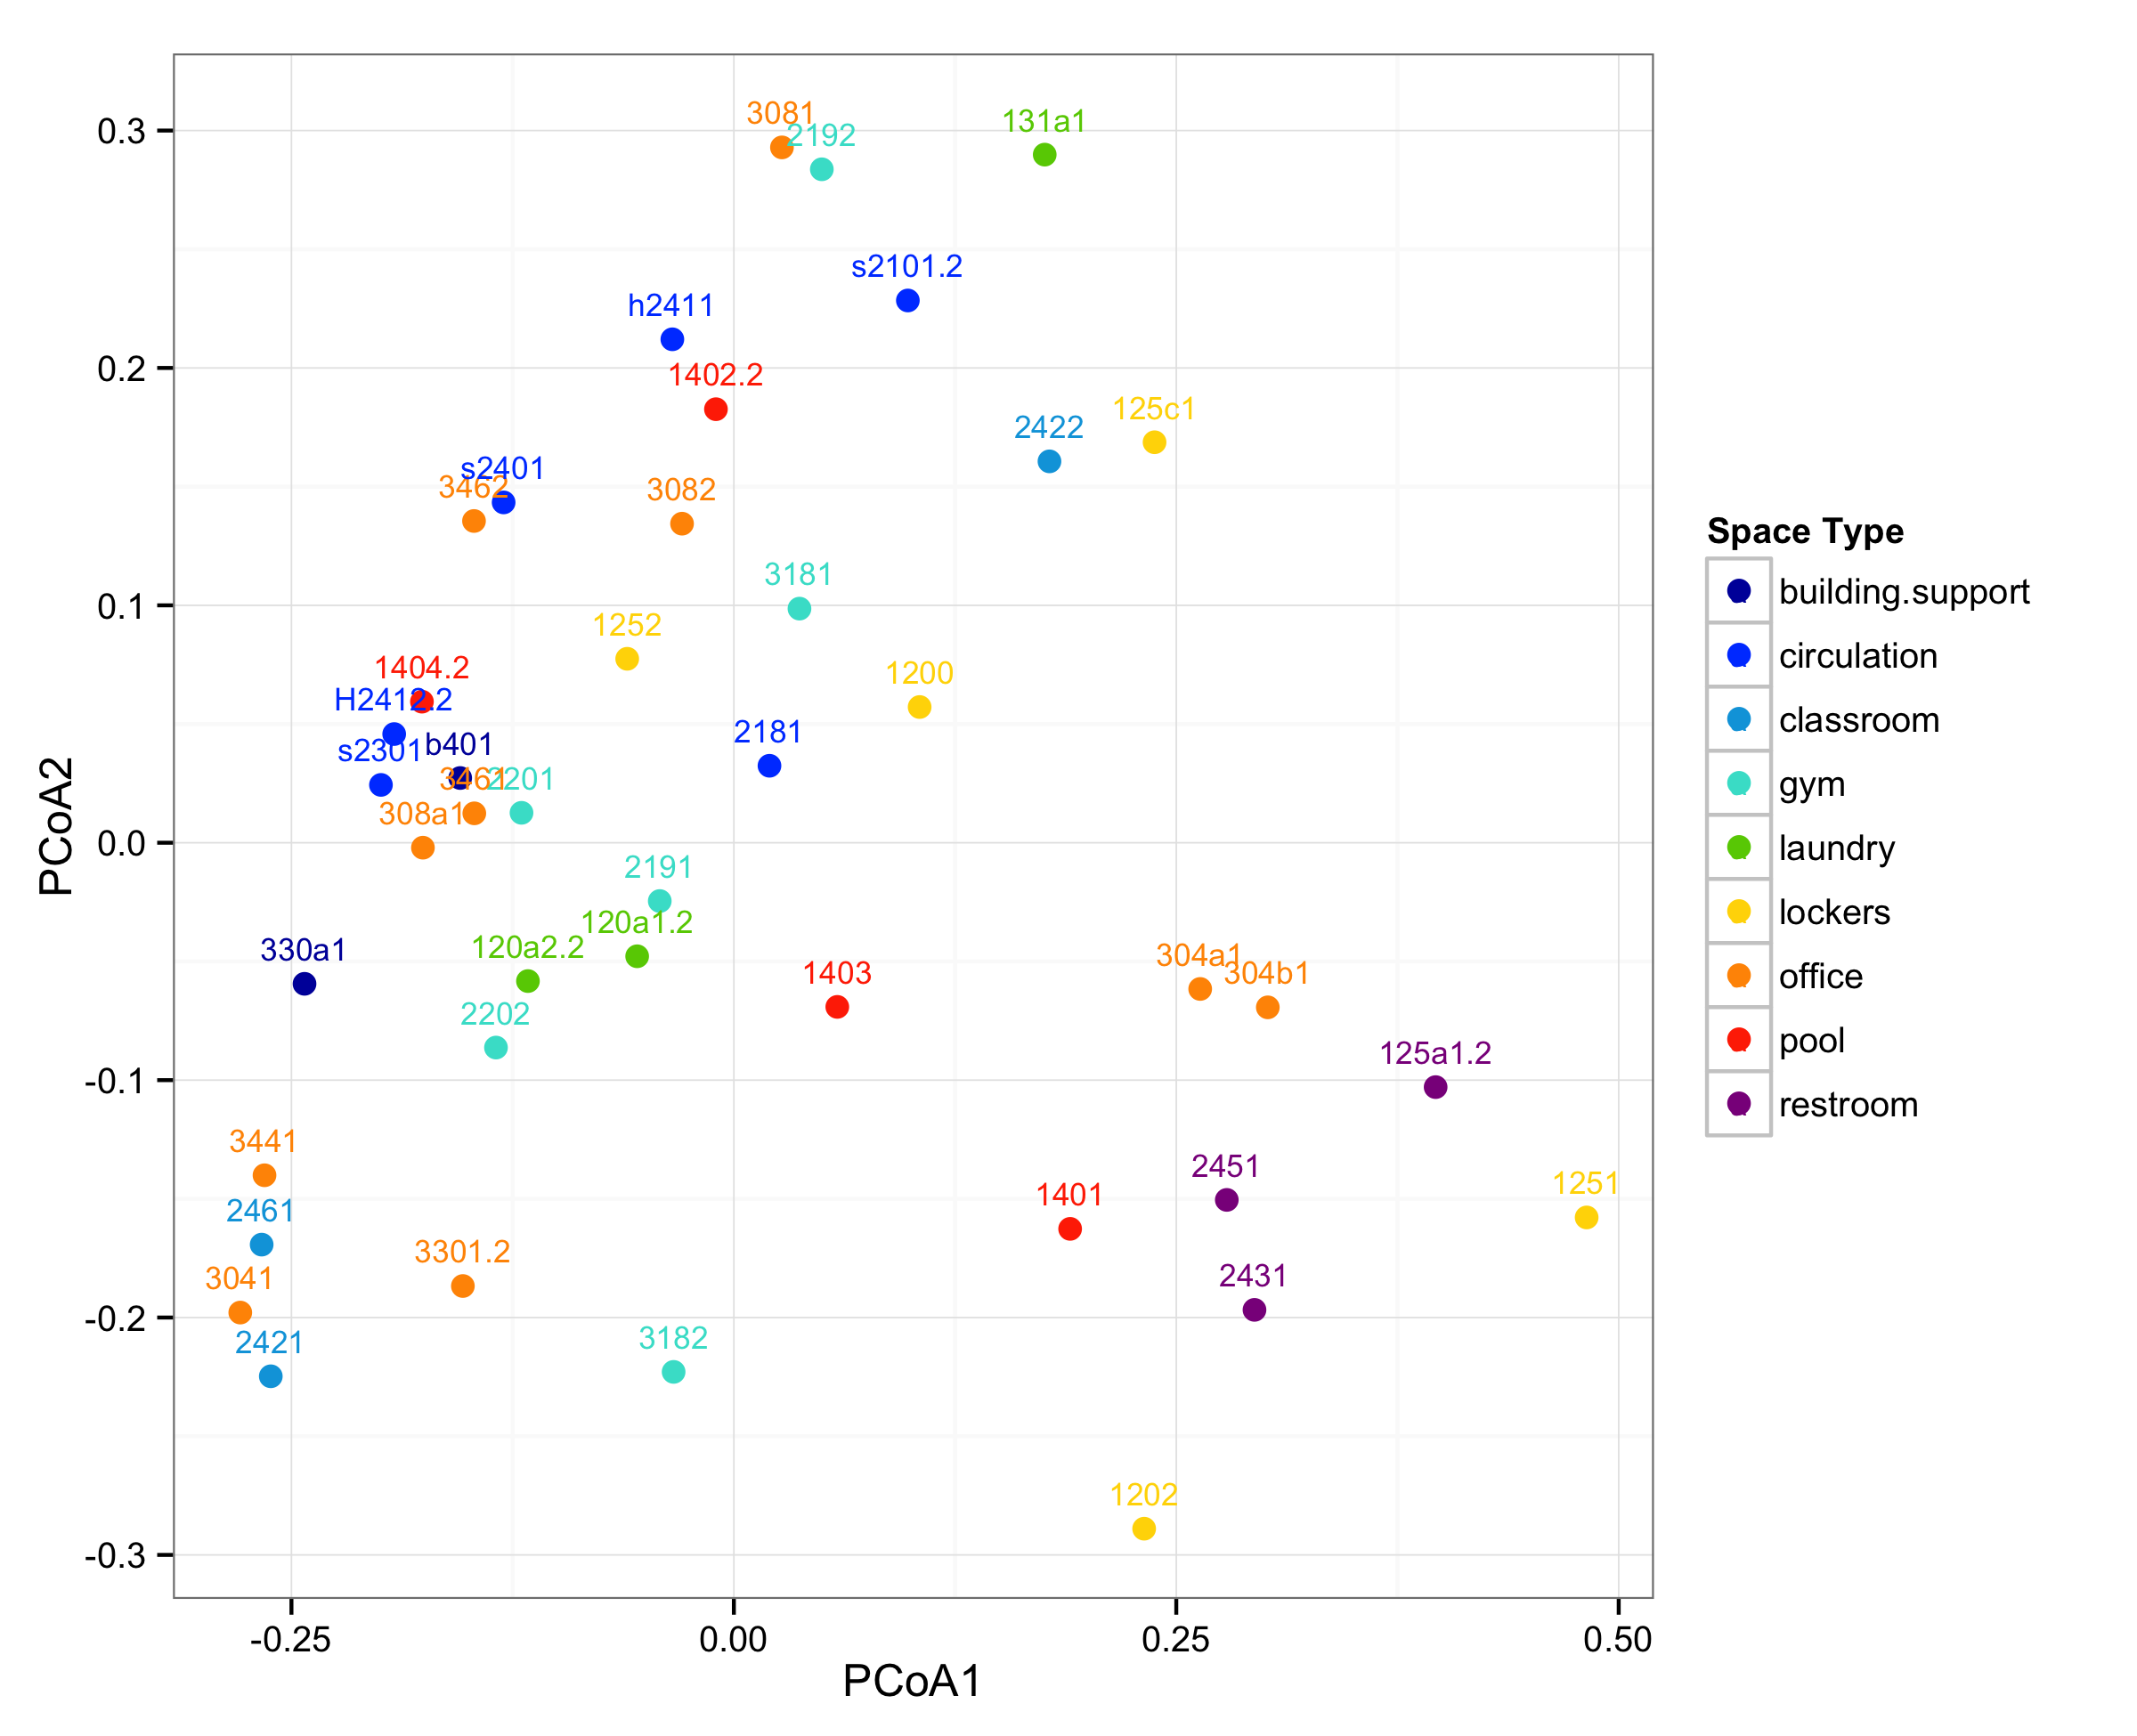 3081
2192
131a1
0.3
s2101.2
h2411
1402.2
0.2
125c1
2422
s2401
3462
3082
Space Type
3181
building.support
0.1
1252
circulation
1404.2
1200
H2412.2
classroom
2181
b401
s2301
3461
2201
gym
308a1
PCoA2
0.0
laundry
2191
120a1.2
lockers
120a2.2
330a1
304a1
304b1
1403
office
2202
pool
125a1.2
-0.1
restroom
3441
2451
1251
1401
2461
3301.2
3041
2431
-0.2
2421
3182
1202
-0.3
-0.25
0.00
0.25
0.50
PCoA1